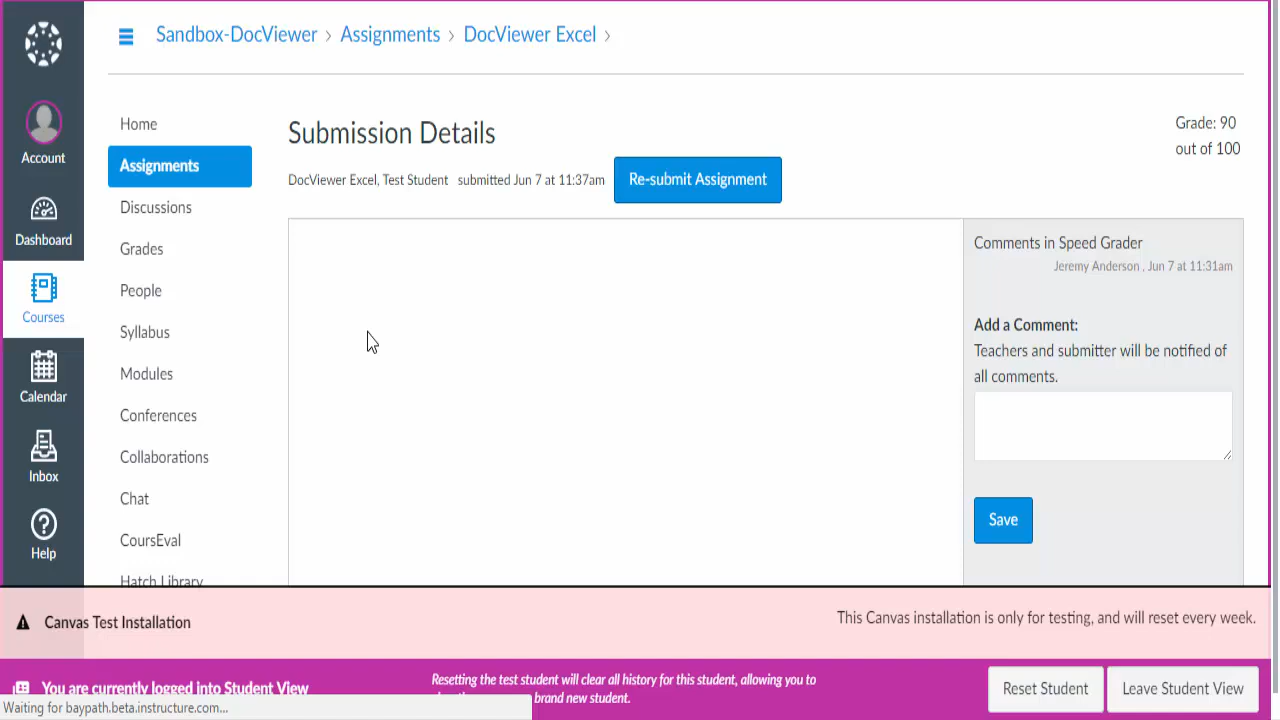 Sandbox-DocViewer › Assignments › DocViewer Excel ›
Account
Dashboard
Courses
Calendar
Inbox
Help
Home
Assignments
Discussions
Grades
People
Syllabus
Modules
Conferences
Collaborations
Chat
CoursEval
Hatch Library
Submission Details
Grade: 90
out of 100
DocViewer Excel, Test Student submitted Jun 7 at 11:37am
Re-submit Assignment
Comments in Speed Grader
Jeremy Anderson , Jun 7 at 11:31am
Add a Comment:
Teachers and submitter will be notified of
all comments.
Save
Canvas Test Installation
This Canvas installation is only for testing, and will reset every week.
You are currently logged into Student View
Resetting the test student will clear all history for this student, allowing you to
brand new student.
Reset Student
Leave Student View
Waiting for baypath.beta.instructure.com...